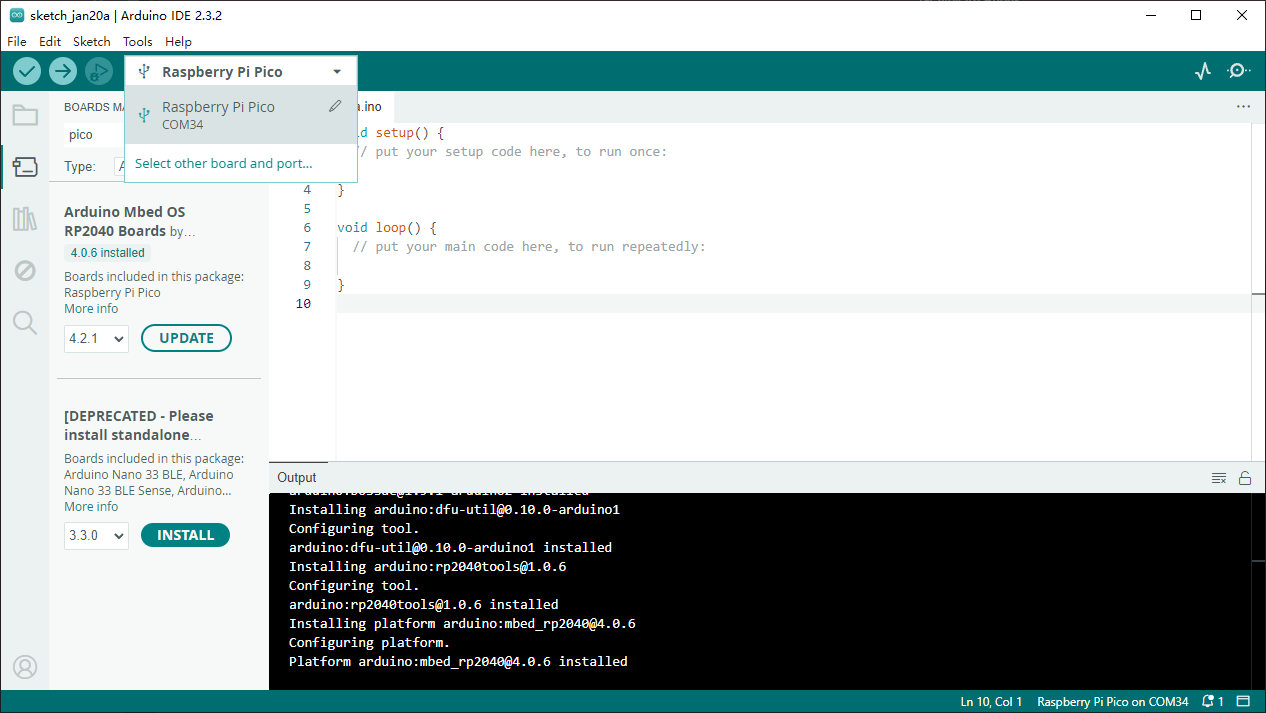 sketch_jan20a | Arduino IDE 2.3.2
File Edit Sketch Tools Help
Raspberry Pi Pico
BOARDS MA
Raspberry Pi Pico
COM34
a.ino
pico
Select other board and port...
Type:
d setup() {
// put your setup code here, to run once:
4 }
5
6 void loop() {
7 // put your main code here, to run repeatedly:
8
9 }
10
Arduino Mbed OS
RP2040 Boards by...
4.0.6 installed
Boards included in this package:
Raspberry Pi Pico
More info
4.2.1 UPDATE
[DEPRECATED - Please
install standalone...
Boards included in this package:
Arduino Nano 33 BLE, Arduino
Nano 33 BLE Sense, Arduino...
More info
3.3.0 INSTALL
Output
arduino:bossac@1.9.1-arduino2 installed
Installing arduino:dfu-util@0.10.0-arduino1
Configuring tool.
arduino:dfu-util@0.10.0-arduino1 installed
Installing arduino:rp2040tools@1.0.6
Configuring tool.
arduino:rp2040tools@1.0.6 installed
Installing platform arduino:mbed_rp2040@4.0.6
Configuring platform.
Platform arduino:mbed_rp2040@4.0.6 installed
Ln 10, Col 1 Raspberry Pi Pico on COM34 1